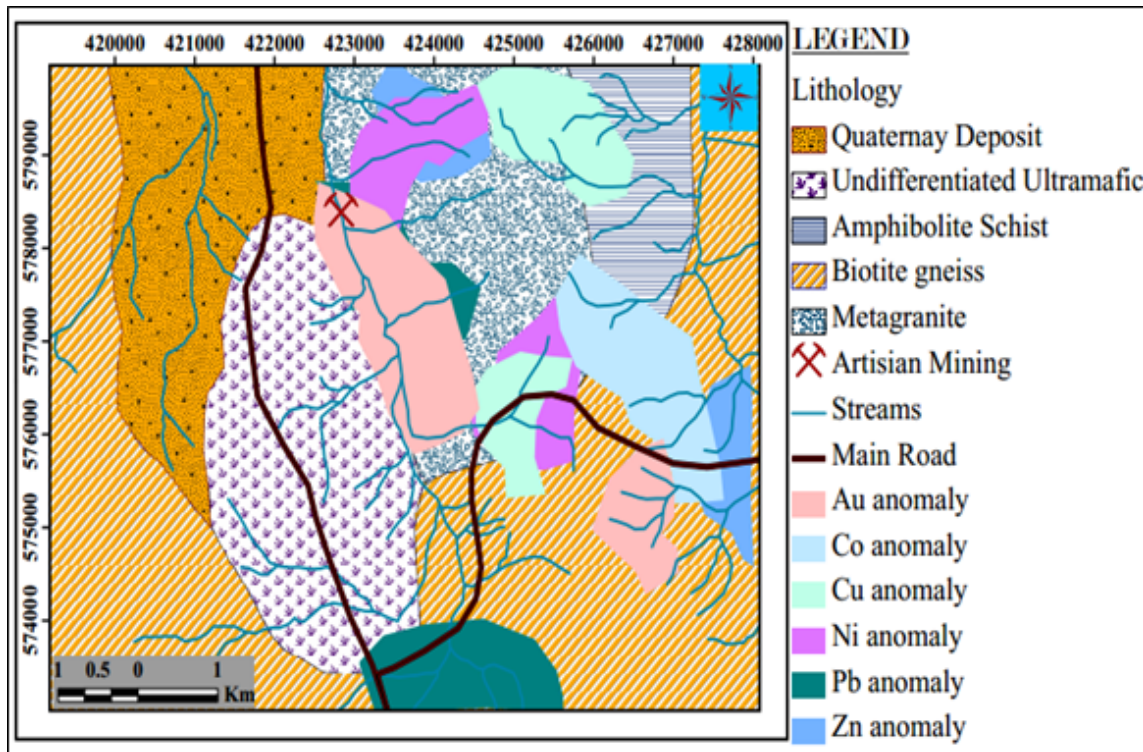 420000 421000 422000 423000 424000 425000 426000 427000 428000
579000
578000
577000
576000
575000
574000
1 0.5 0 1
Km
LEGEND
Lithology
Quaternay Deposit
Undifferentiated Ultramafic
Amphibolite Schist
Biotite gneiss
Metagranite
Artisian Mining
Streams
Main Road
Au anomaly
Co anomaly
Cu anomaly
Ni anomaly
Pb anomaly
Zn anomaly